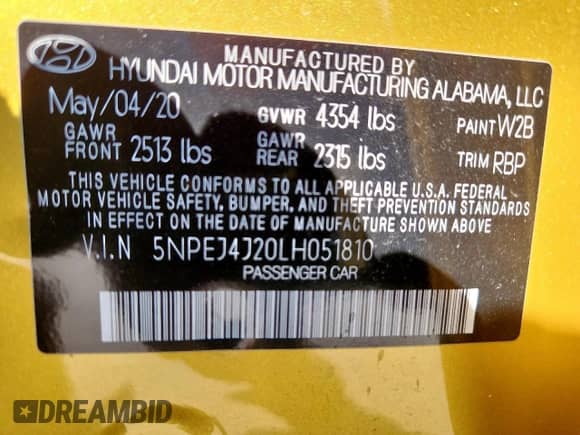 MANUFACTURED BY
HYUNDAI MOTOR MANUFACTURING ALABAMA, LLC
May/04/20 GVWR 4354 lbs PAINT W2B
GAWR FRONT 2513 lbs GAWR REAR 2315 lbs TRIM RBP
THIS VEHICLE CONFORMS TO ALL APPLICABLE U.S.A. FEDERAL
MOTOR VEHICLE SAFETY, BUMPER, AND THEFT PREVENTION STANDARDS
IN EFFECT ON THE DATE OF MANUFACTURE SHOWN ABOVE
V.I.N 5NPEJ4J20LH051810
PASSENGER CAR
DREAMBID